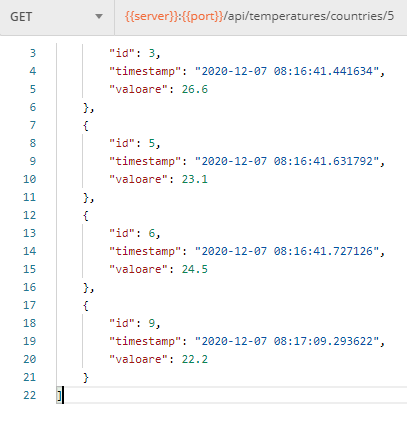 GET {{server}}:{{port}}/api/temperatures/countries/5
3 "id": 3,
4 "timestamp": "2020-12-07 08:16:41.441634",
5 "valoare": 26.6
6 },
7 {
8 "id": 5,
9 "timestamp": "2020-12-07 08:16:41.631792",
10 "valoare": 23.1
11 },
12 {
13 "id": 6,
14 "timestamp": "2020-12-07 08:16:41.727126",
15 "valoare": 24.5
16 },
17 {
18 "id": 9,
19 "timestamp": "2020-12-07 08:17:09.293622",
20 "valoare": 22.2
21 }
22 ]